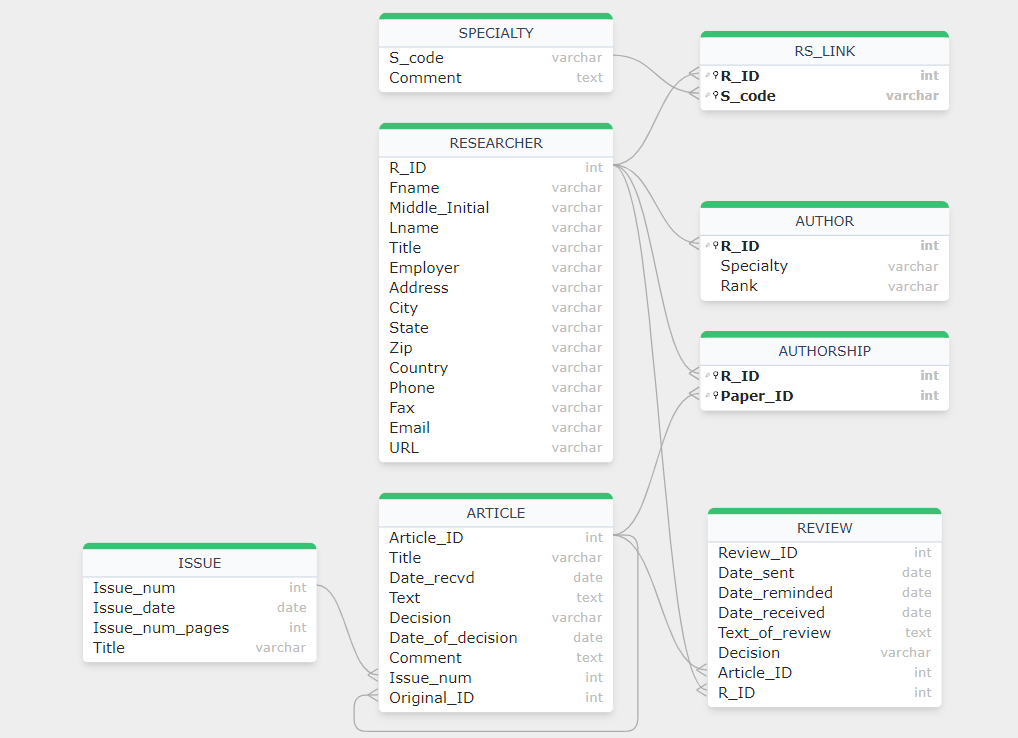 SPECIALTY
S_code varchar
Comment text
RS_LINK
R_ID int
S_code varchar
RESEARCHER
R_ID int
Fname varchar
Middle_Initial varchar
Lname varchar
Title varchar
Employer varchar
Address varchar
City varchar
State varchar
Zip varchar
Country varchar
Phone varchar
Fax varchar
Email varchar
URL varchar
AUTHOR
R_ID int
Specialty varchar
Rank varchar
AUTHORSHIP
R_ID int
Paper_ID int
ISSUE
Issue_num int
Issue_date date
Issue_num_pages int
Title varchar
ARTICLE
Article_ID int
Title varchar
Date_recvd date
Text text
Decision varchar
Date_of_decision date
Comment text
Issue_num int
Original_ID int
REVIEW
Review_ID int
Date_sent date
Date_reminded date
Date_received date
Text_of_review text
Decision varchar
Article_ID int
R_ID int